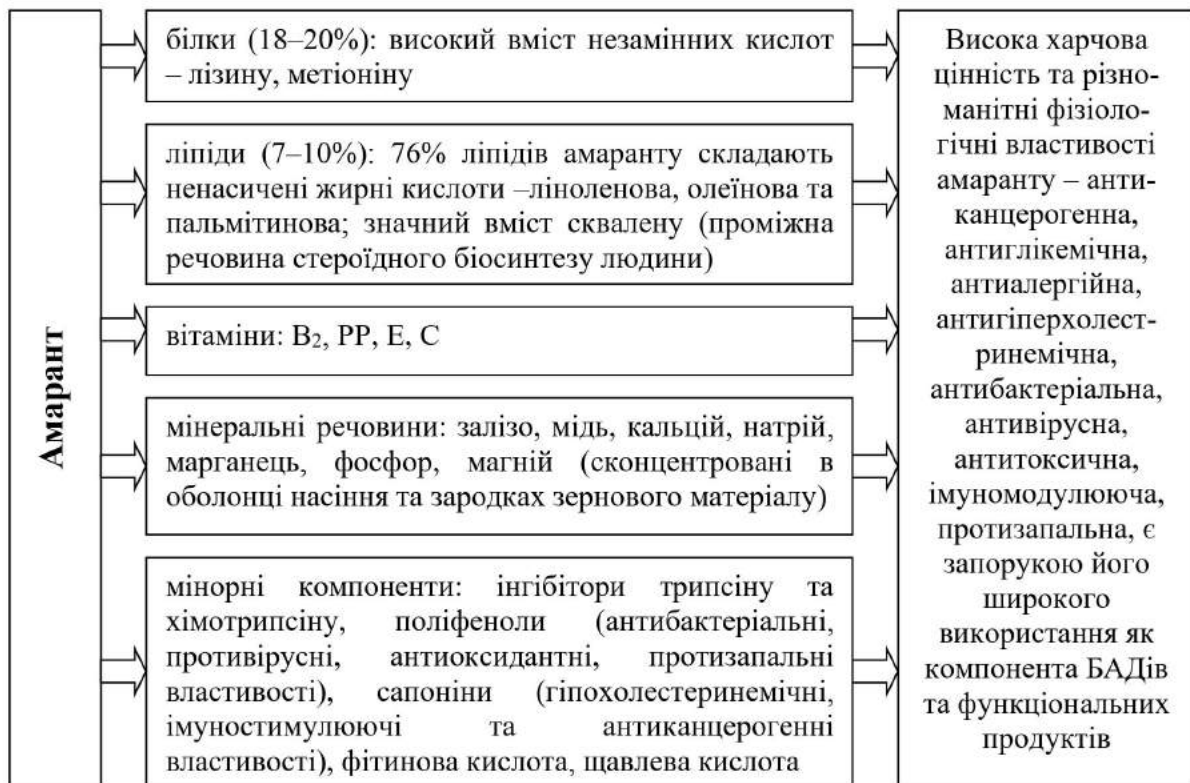 Амарант
білки (18–20%): високий вміст незамінних кислот
– лізину, метіоніну
ліпіди (7–10%): 76% ліпідів амаранту складають
ненасичені жирні кислоти –ліноленова, олеїнова та
пальмітинова; значний вміст сквалену (проміжна
речовина стероїдного біосинтезу людини)
вітаміни: В₂, РР, Е, С
мінеральні речовини: залізо, мідь, кальцій, натрій,
марганець, фосфор, магній (сконцентровані в
оболонці насіння та зародках зернового матеріалу)
мінорні компоненти: інгібітори трипсіну та
хімотрипсіну, поліфеноли (антибактеріальні,
противірусні, антиоксидантні, протизапальні
властивості), сапоніни (гіпохолестеринемічні,
імуностимулюючі та антиканцерогенні
властивості), фітинова кислота, щавлева кислота
Висока харчова
цінність та різно-
манітні фізіоло-
гічні властивості
амаранту – анти-
канцерогенна,
антиглікемічна,
антиалергійна,
антигіперхолест-
ринемічна,
антибактеріальна,
антивірусна,
антитоксична,
імуномодулююча,
протизапальна, є
запорукою його
широкого
використання як
компонента БАДів
та функціональних
продуктів